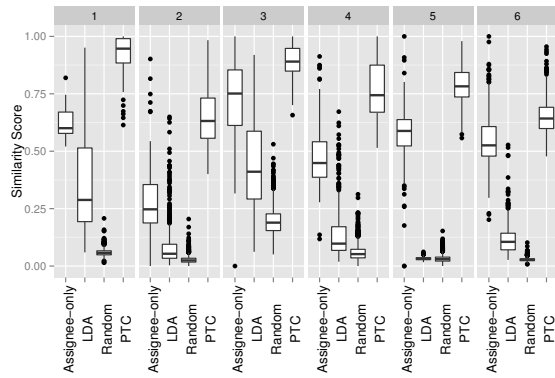 1 2 3 4 5 6
1.00
0.75
0.50
0.25
0.00
Similarity Score
Assignee−only LDA Random PTC Assignee−only LDA Random PTC Assignee−only LDA Random PTC Assignee−only LDA Random PTC Assignee−only LDA Random PTC Assignee−only LDA Random PTC